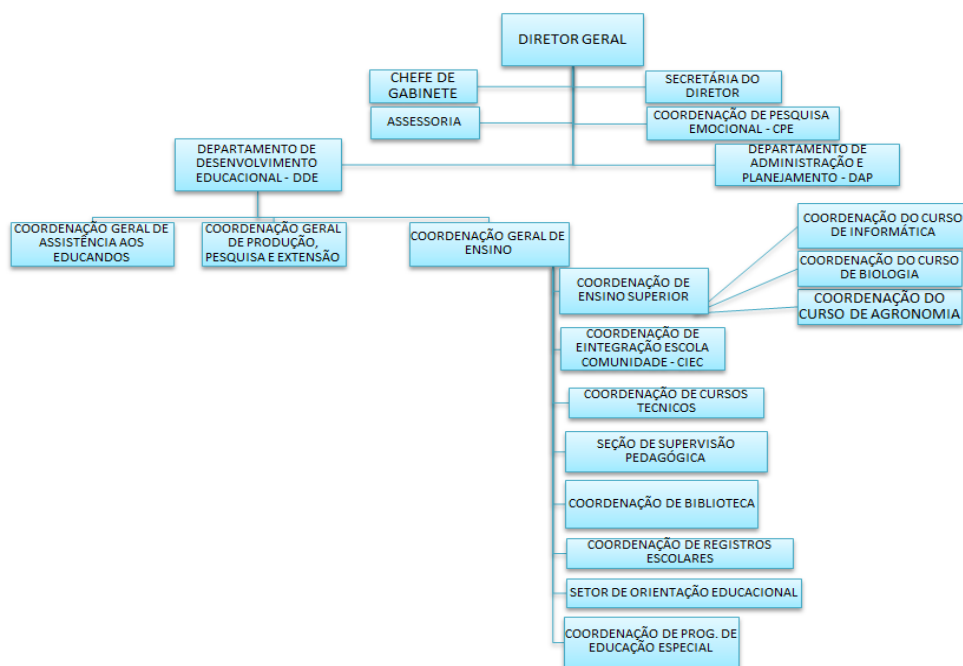 DIRETOR GERAL
CHEFE DE
GABINETE
SECRETÁRIA DO
DIRETOR
ASSESSORIA
COORDENAÇÃO DE PESQUISA
EMOCIONAL - CPE
DEPARTAMENTO DE
DESENVOLVIMENTO
EDUCACIONAL - DDE
DEPARTAMENTO DE
ADMINISTRAÇÃO E
PLANEJAMENTO - DAP
COORDENAÇÃO GERAL DE
ASSISTÊNCIA AOS
EDUCANDOS
COORDENAÇÃO GERAL
DE PRODUÇÃO,
PESQUISA E EXTENSÃO
COORDENAÇÃO GERAL DE
ENSINO
COORDENAÇÃO DE
ENSINO SUPERIOR
COORDENAÇÃO DO CURSO
DE INFORMÁTICA
COORDENAÇÃO DO CURSO
DE BIOLOGIA
COORDENAÇÃO DO
CURSO DE AGRONOMIA
COORDENAÇÃO DE
EINTEGRAÇÃO ESCOLA
COMUNIDADE - CIEC
COORDENAÇÃO DE CURSOS
TECNICOS
SEÇÃO DE SUPERVISÃO
PEDAGÓGICA
COORDENAÇÃO DE BIBLIOTECA
COORDENAÇÃO DE REGISTROS
ESCOLARES
SETOR DE ORIENTAÇÃO EDUCACIONAL
COORDENAÇÃO DE PROG. DE
EDUCAÇÃO ESPECIAL